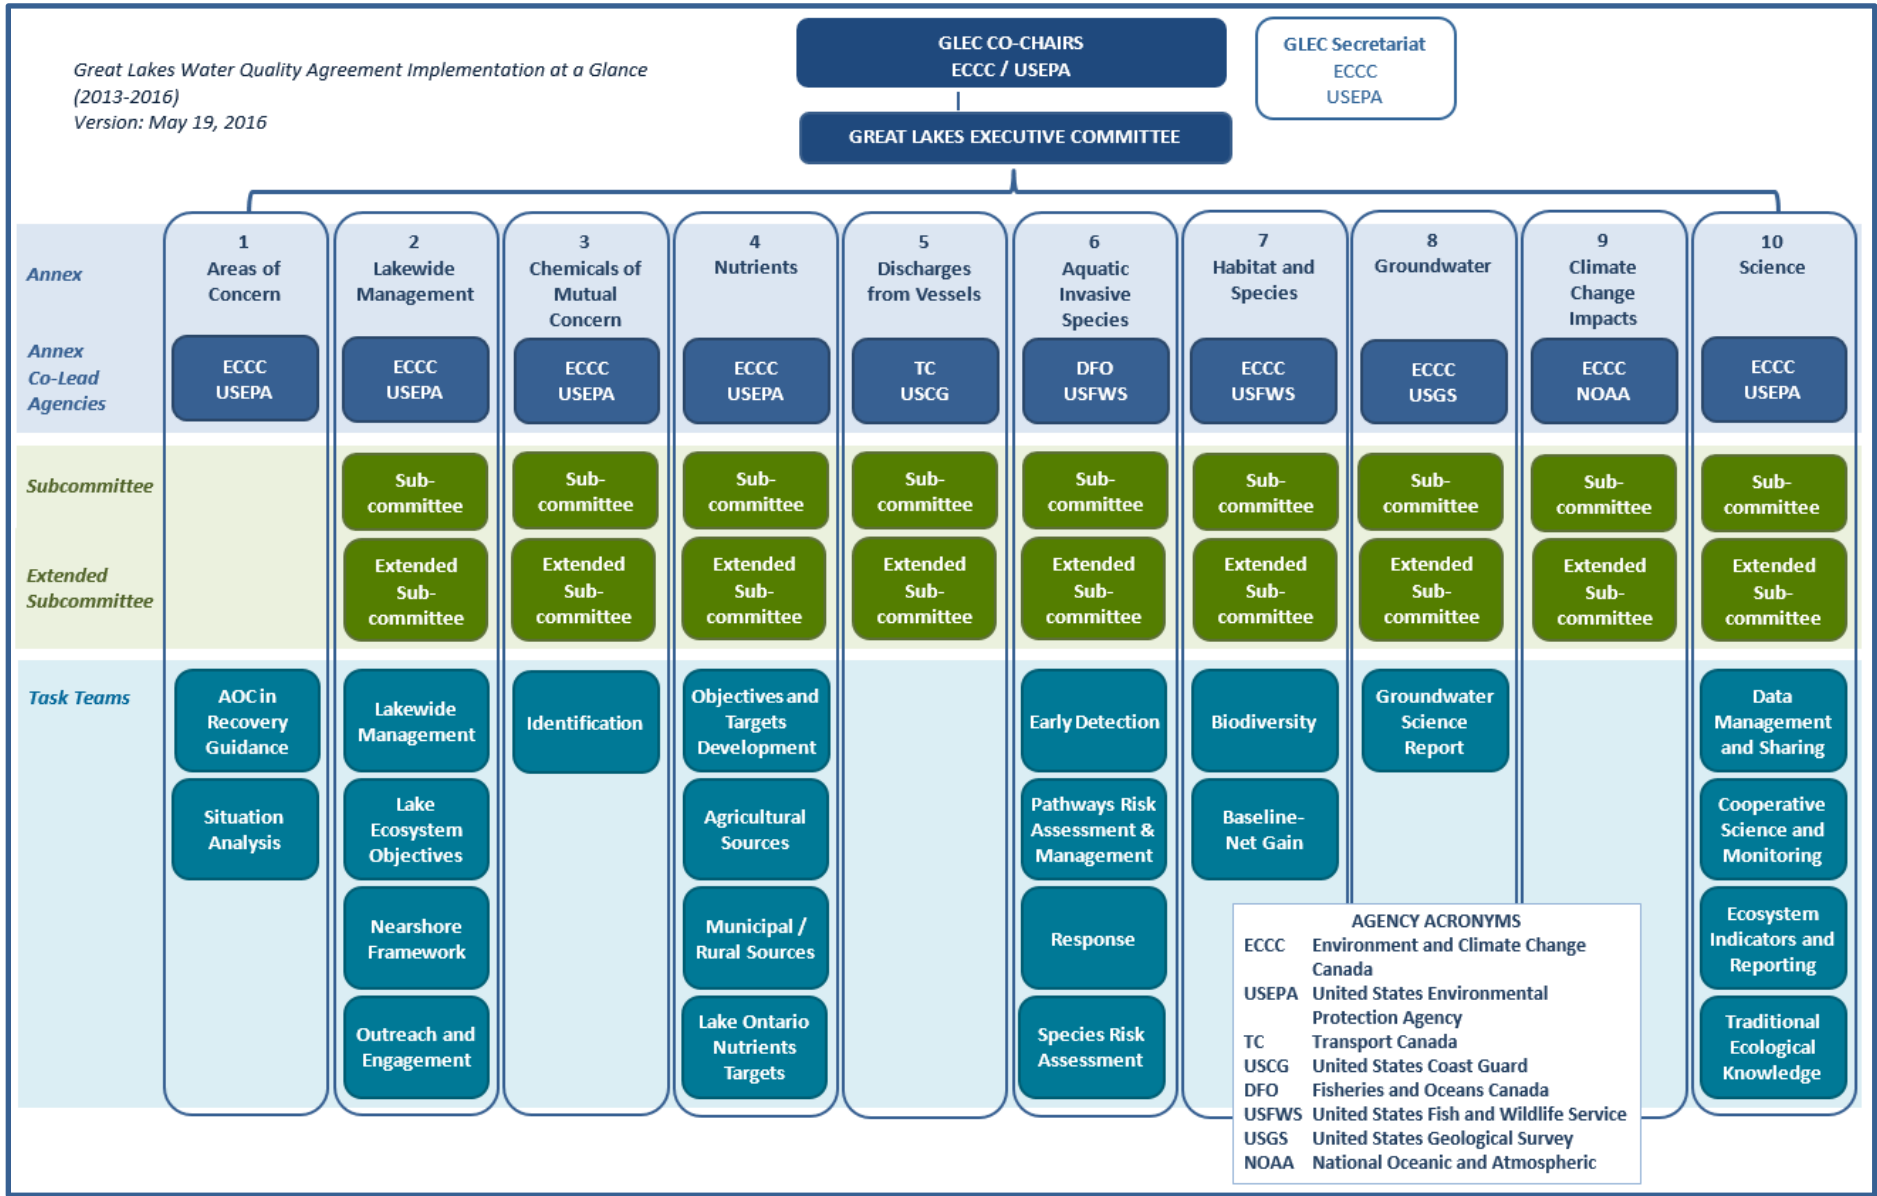 Great Lakes Water Quality Agreement Implementation at a Glance
(2013-2016)
Version: May 19, 2016
GLEC CO-CHAIRS
ECCC / USEPA
GLEC Secretariat
ECCC
USEPA
GREAT LAKES EXECUTIVE COMMITTEE
Annex
1
Areas of
Concern
2
Lakewide
Management
3
Chemicals of
Mutual
Concern
4
Nutrients
5
Discharges
from Vessels
6
Aquatic
Invasive
Species
7
Habitat and
Species
8
Groundwater
9
Climate
Change
Impacts
10
Science
Annex
Co-Lead
Agencies
ECCC
USEPA
ECCC
USEPA
ECCC
USEPA
ECCC
USEPA
TC
USCG
DFO
USFWS
ECCC
USFWS
ECCC
USGS
ECCC
NOAA
ECCC
USEPA
Subcommittee
Sub-
committee
Sub-
committee
Sub-
committee
Sub-
committee
Sub-
committee
Sub-
committee
Sub-
committee
Sub-
committee
Sub-
committee
Extended
Subcommittee
Extended
Sub-
committee
Extended
Sub-
committee
Extended
Sub-
committee
Extended
Sub-
committee
Extended
Sub-
committee
Extended
Sub-
committee
Extended
Sub-
committee
Extended
Sub-
committee
Extended
Sub-
committee
Task Teams
AOC in
Recovery
Guidance
Lakewide
Management
Identification
Objectives and
Targets
Development
Early Detection
Biodiversity
Groundwater
Science
Report
Data
Management
and Sharing
Situation
Analysis
Lake
Ecosystem
Objectives
Agricultural
Sources
Pathways Risk
Assessment &
Management
Baseline-
Net Gain
Cooperative
Science and
Monitoring
Nearshore
Framework
Municipal /
Rural Sources
Response
Ecosystem
Indicators and
Reporting
Outreach and
Engagement
Lake Ontario
Nutrients
Targets
Species Risk
Assessment
Traditional
Ecological
Knowledge
AGENCY ACRONYMS
ECCC Environment and Climate Change
Canada
USEPA United States Environmental
Protection Agency
TC Transport Canada
USCG United States Coast Guard
DFO Fisheries and Oceans Canada
USFWS United States Fish and Wildlife Service
USGS United States Geological Survey
NOAA National Oceanic and Atmospheric